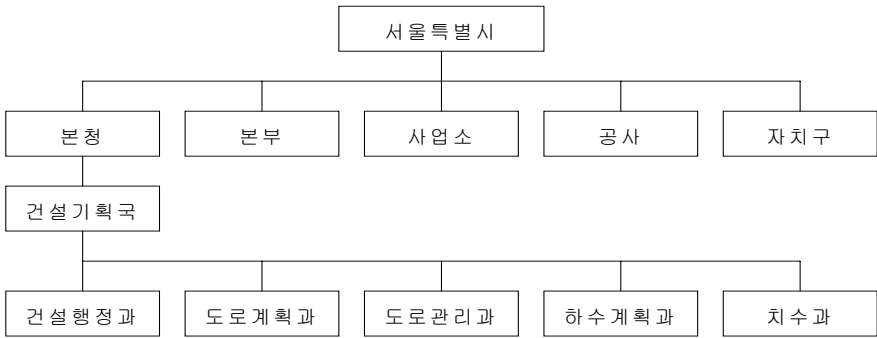 서울특별시
본청 본부 사업소 공사 자치구
건설기획국
건설행정과 도로계획과 도로관리과 하수계획과 치수과